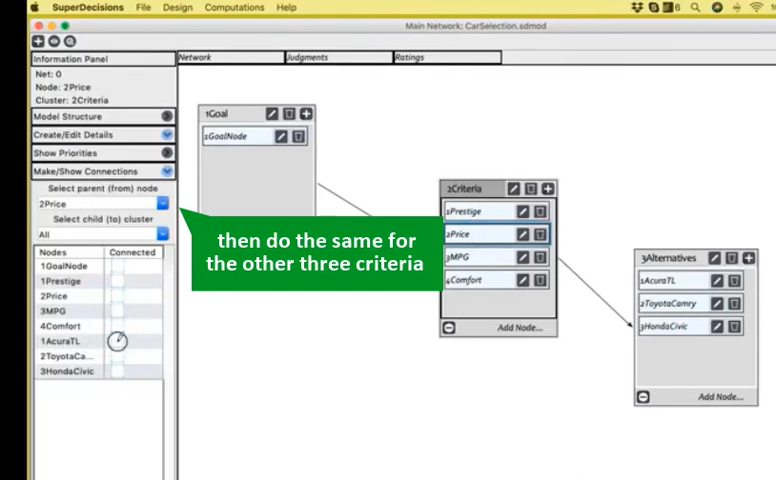 SuperDecisions File Design Computations Help 6
Main Network: CarSelection.sdmod
Information Panel Network Judgments Ratings
Net: 0
Node: 2Price
Cluster: 2Criteria
Model Structure
Create/Edit Details
Show Priorities
Make/Show Connections
Select parent (from) node
2Price
Select child (to) cluster
All
Nodes Connected
1GoalNode
1Prestige
2Price
3MPG
4Comfort
1AcuraTL
2ToyotaCa...
3HondaCivic
1Goal
1GoalNode
then do the same for
the other three criteria
2Criteria
1Prestige
2Price
3MPG
4Comfort
Add Node...
3Alternatives
1AcuraTL
2ToyotaCamry
3HondaCivic
Add Node...